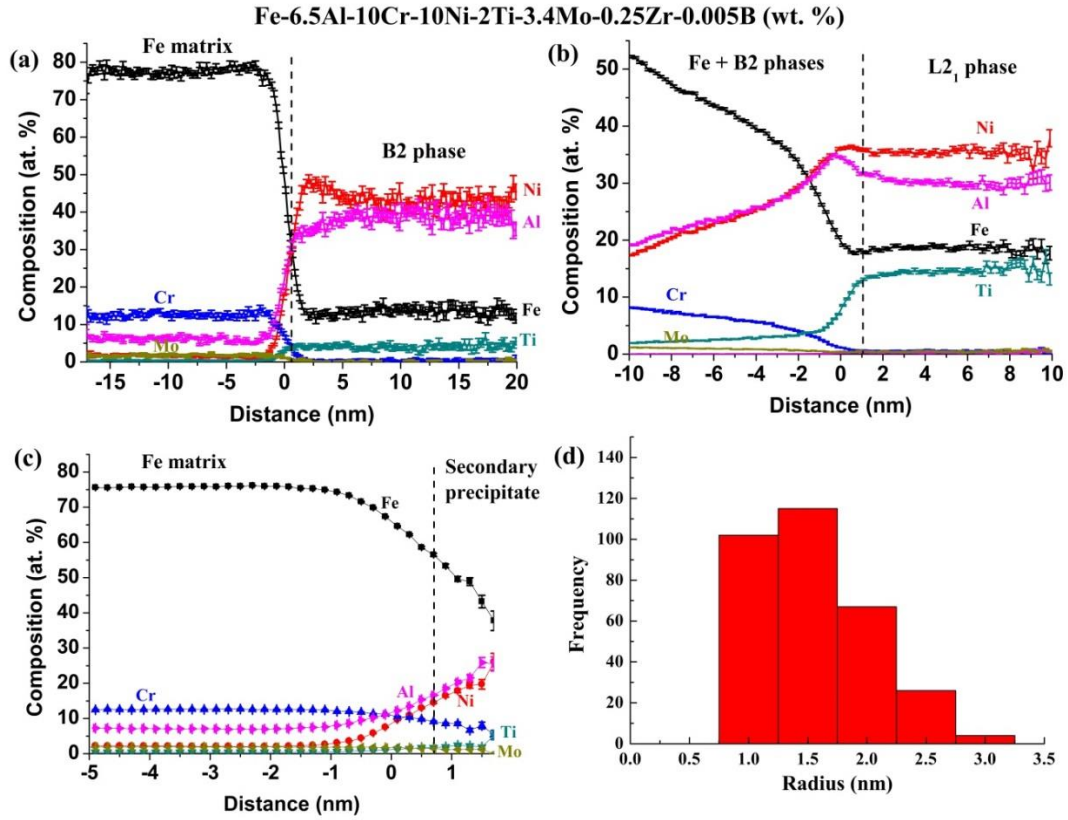 Fe-6.5Al-10Cr-10Ni-2Ti-3.4Mo-0.25Zr-0.005B (wt. %)
(a)
Fe matrix
B2 phase
Ni
Al
Cr
Mo
Fe
Ti
Composition (at. %)
80
70
60
50
40
30
20
10
0
-15 -10 -5 0 5 10 15 20
Distance (nm)
(b)
Fe + B2 phases
L2₁ phase
Ni
Al
Fe
Ti
Cr
Mo
Composition (at. %)
50
40
30
20
10
0
-10 -8 -6 -4 -2 0 2 4 6 8 10
Distance (nm)
(c)
Fe matrix
Secondary
precipitate
Fe
Cr
Al
Ni
Ti
Mo
Composition (at. %)
80
70
60
50
40
30
20
10
0
-5 -4 -3 -2 -1 0 1
Distance (nm)
(d)
Frequency
140
120
100
80
60
40
20
0
0.0 0.5 1.0 1.5 2.0 2.5 3.0 3.5
Radius (nm)